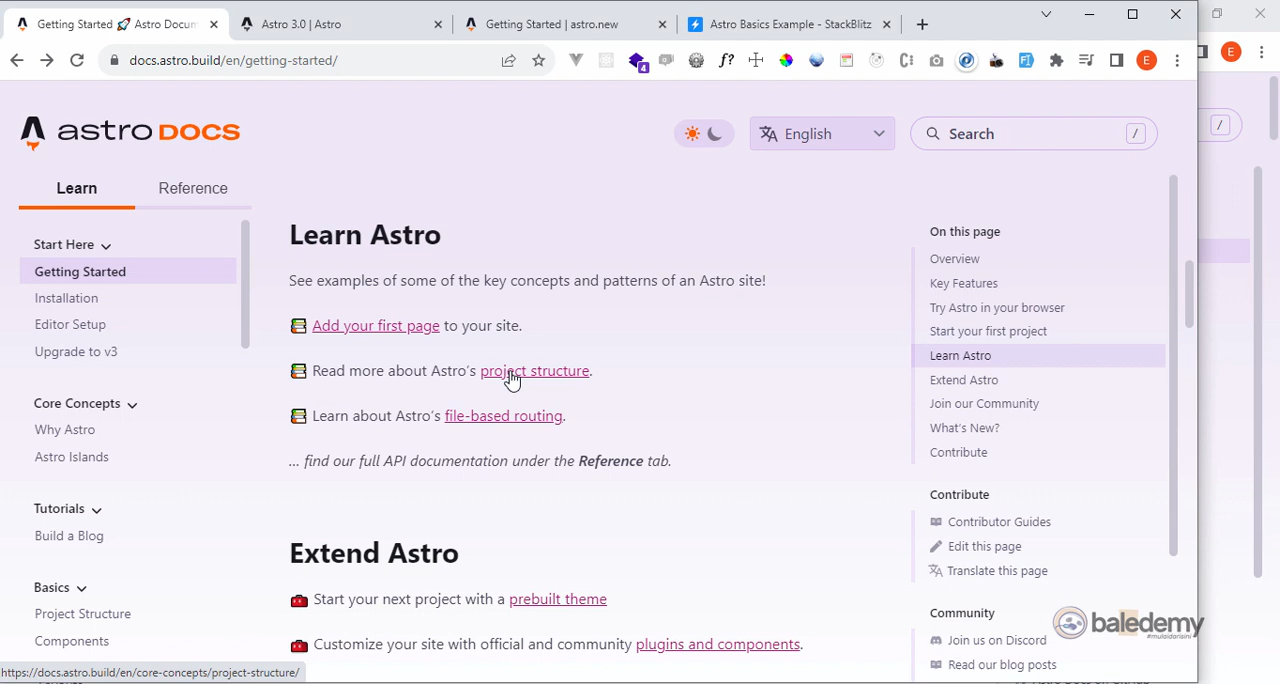 Getting Started 🚀 Astro Docum
Astro 3.0 | Astro
Getting Started | astro.new
Astro Basics Example - StackBlitz
docs.astro.build/en/getting-started/
4
f?
E
E
astro DOCS
English
Search
/
/
Learn
Reference
Start Here
Getting Started
Installation
Editor Setup
Upgrade to v3
Core Concepts
Why Astro
Astro Islands
Tutorials
Build a Blog
Basics
Project Structure
Components
Learn Astro
See examples of some of the key concepts and patterns of an Astro site!
Add your first page to your site.
Read more about Astro’s project structure.
Learn about Astro’s file-based routing.
... find our full API documentation under the Reference tab.
Extend Astro
Start your next project with a prebuilt theme
Customize your site with official and community plugins and components.
On this page
Overview
Key Features
Try Astro in your browser
Start your first project
Learn Astro
Extend Astro
Join our Community
What’s New?
Contribute
Contribute
Contributor Guides
Edit this page
Translate this page
Community
Join us on Discord
Read our blog posts
baledemy
#mulaidarisini
https://docs.astro.build/en/core-concepts/project-structure/